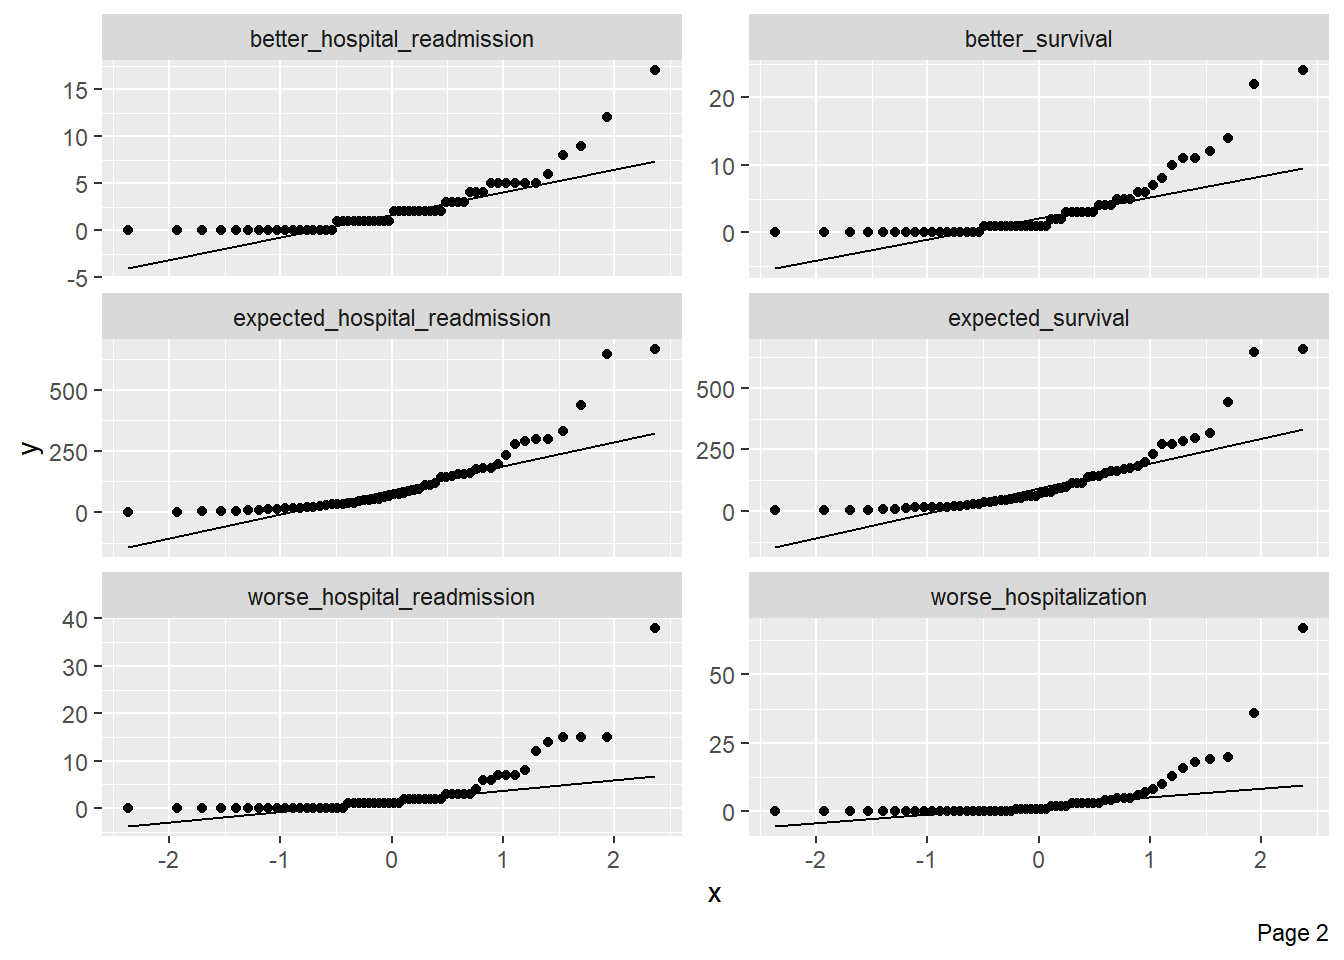 better_hospital_readmission
better_survival
15
10
5
0
-5
20
10
0
expected_hospital_readmission
expected_survival
500
250
0
500
250
0
y
worse_hospital_readmission
worse_hospitalization
40
30
20
10
0
50
25
0
-2 -1 0 1 2
-2 -1 0 1 2
x
Page 2